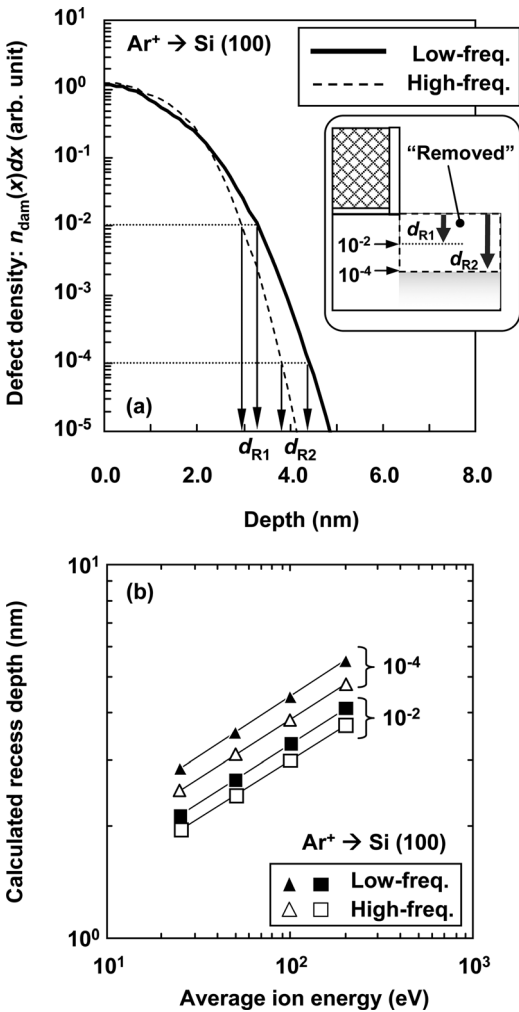 Ar⁺ → Si (100)
Low-freq.
High-freq.
“Removed”
d_R1
10⁻²
d_R2
10⁻⁴
10¹
10⁰
10⁻¹
10⁻²
10⁻³
10⁻⁴
10⁻⁵
Defect density: n_dam(x)dx (arb. unit)
(a)
d_R1 d_R2
0.0 2.0 4.0 6.0 8.0
Depth (nm)
(b)
10¹
10⁰
Calculated recess depth (nm)
10⁻⁴
10⁻²
Ar⁺ → Si (100)
Low-freq.
High-freq.
10¹ 10² 10³
Average ion energy (eV)